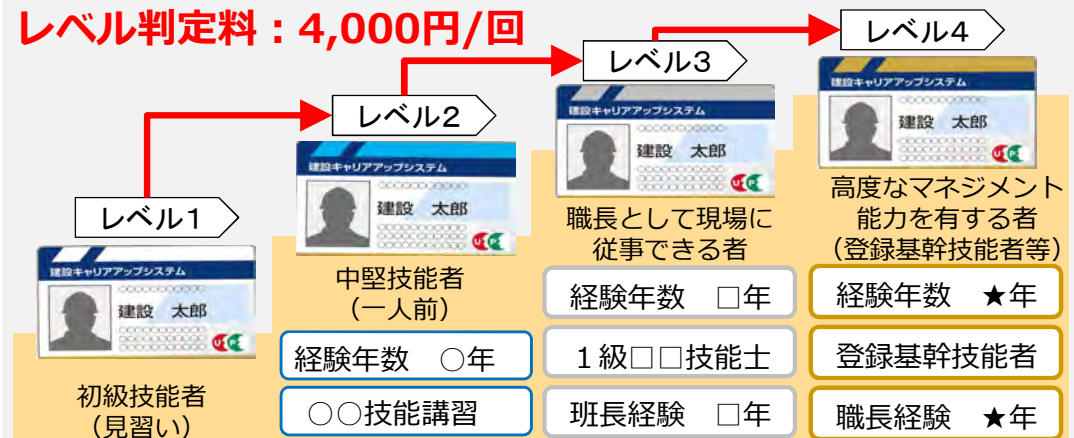 レベル判定料：4,000円/回
レベル4
建設キャリアアップシステム
建設　太郎
高度なマネジメント
能力を有する者
（登録基幹技能者等）
経験年数　★年
登録基幹技能者
職長経験　★年
レベル3
建設キャリアアップシステム
建設　太郎
職長として現場に
従事できる者
経験年数　□年
１級□□技能士
班長経験　□年
レベル2
建設キャリアアップシステム
建設　太郎
中堅技能者
（一人前）
経験年数　○年
○○技能講習
レベル1
建設キャリアアップシステム
建設　太郎
初級技能者
（見習い）